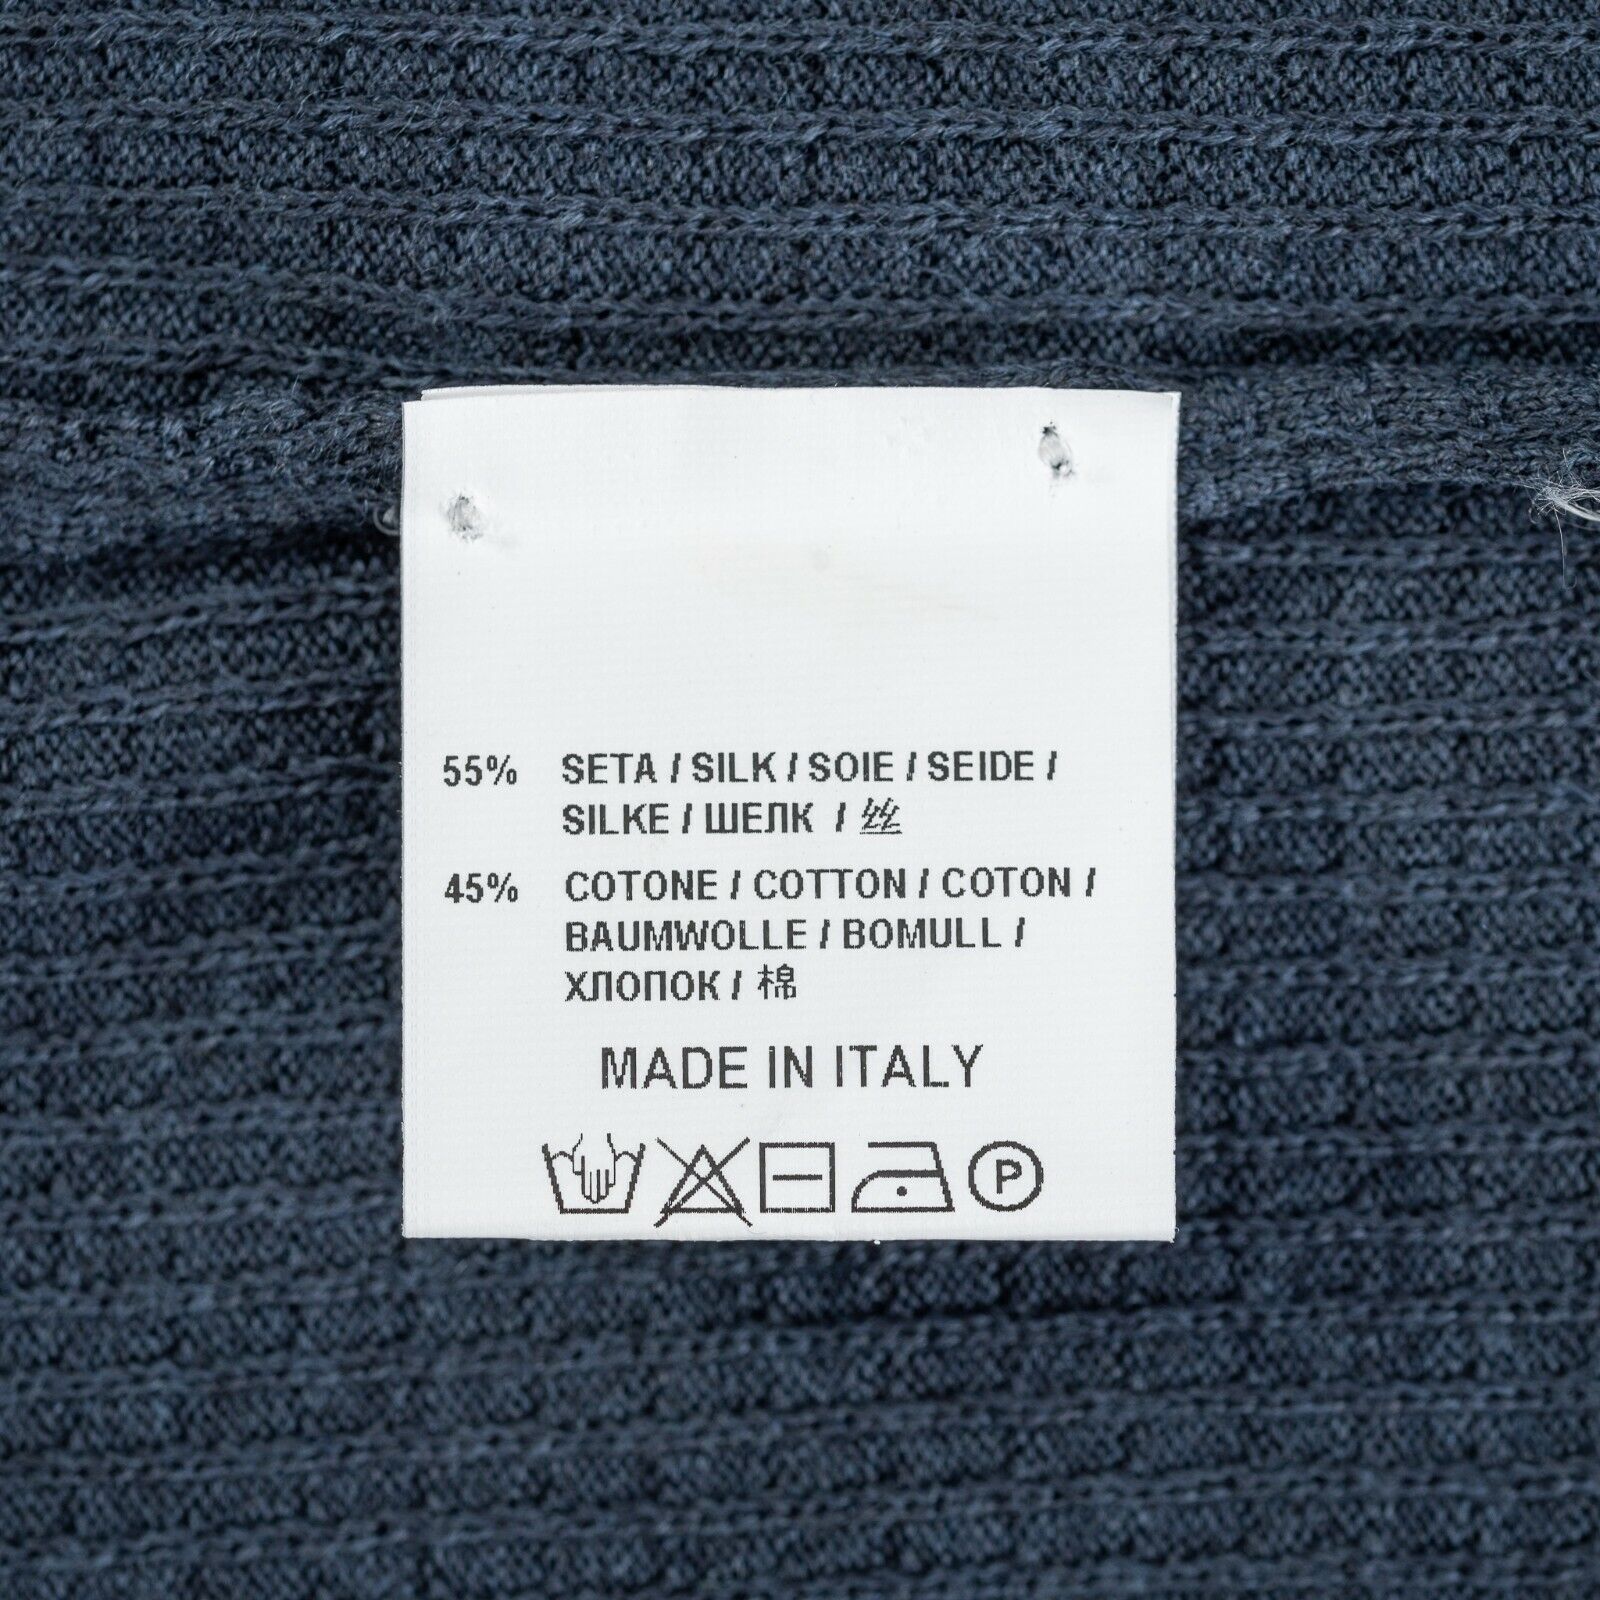 55% SETA / SILK / SOIE / SEIDE /
SILKE / ШЕЛК / 丝
45% COTONE / COTTON / COTON /
BAUMWOLLE / BOMULL /
ХЛОПОК / 棉
MADE IN ITALY
P